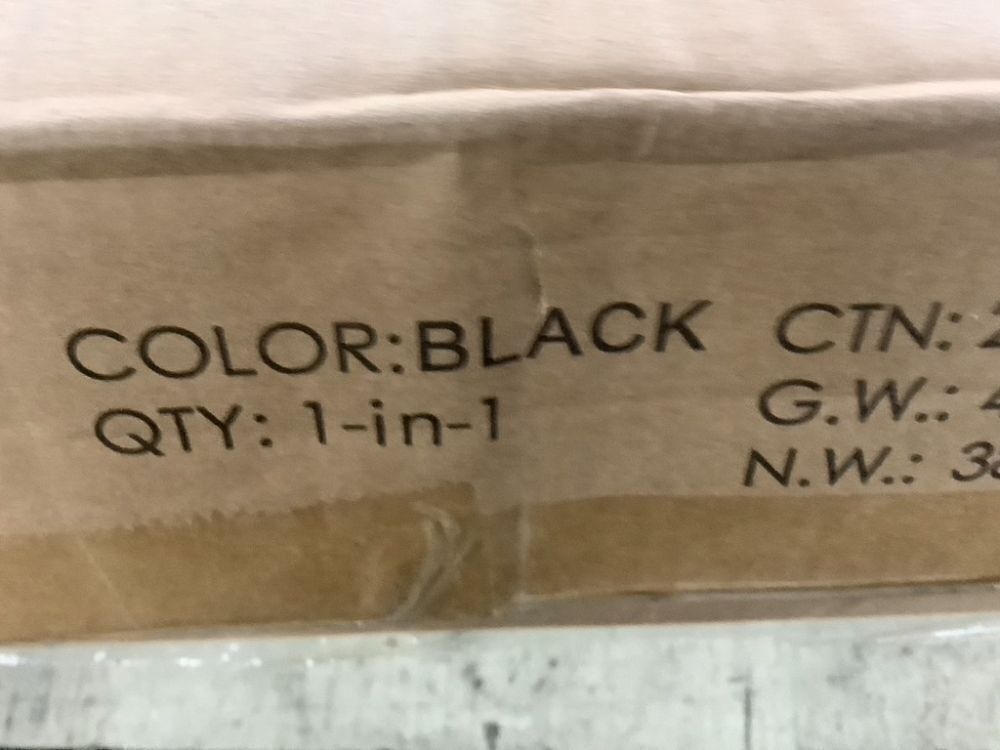 COLOR:BLACK CTN:
QTY: 1-in-1 G.W.:
N.W.: